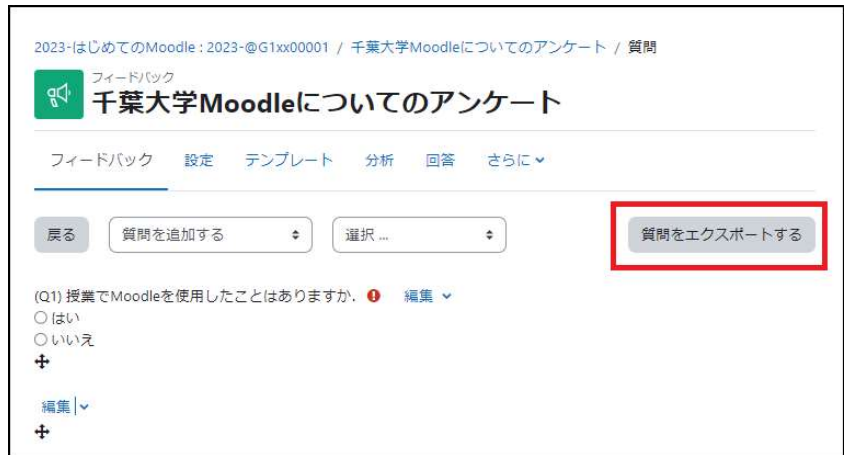 2023-はじめてのMoodle : 2023-@G1xx00001 / 千葉大学Moodleについてのアンケート / 質問
フィードバック
千葉大学Moodleについてのアンケート
フィードバック 設定 テンプレート 分析 回答 さらに
戻る 質問を追加する 選択 ... 質問をエクスポートする
(Q1) 授業でMoodleを使用したことはありますか. 編集
はい
いいえ
編集